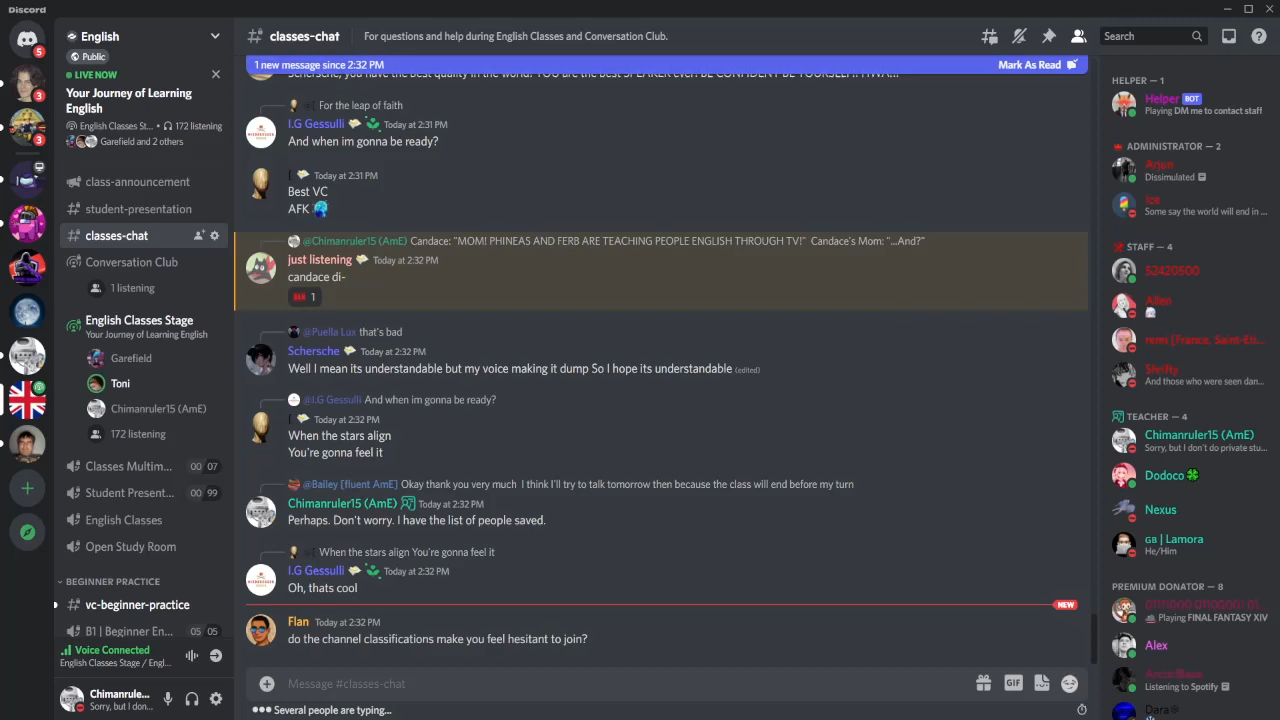 Discord
English
classes-chat
For questions and help during English Classes and Conversation Club.
Search
5
3
3
Public
LIVE NOW
Your Journey of Learning
English
English Classes St... • 172 listening
Garefield and 2 others
class-announcement
student-presentation
classes-chat
Conversation Club
1 listening
English Classes Stage
Your Journey of Learning English
Garefield
Toni
Chimanruler15 (AmE)
172 listening
Classes Multim... 00 07
Student Present... 00 99
English Classes
Open Study Room
BEGINNER PRACTICE
vc-beginner-practice
B1 | Beginner En... 05 05
Voice Connected
English Classes Stage / Engl...
Chimanrule...
Sorry, but I don...
1 new message since 2:32 PM
Mark As Read
For the leap of faith
I.G Gessulli Today at 2:31 PM
And when im gonna be ready?
[ Today at 2:31 PM
Best VC
AFK
@Chimanruler15 (AmE) Candace: "MOM! PHINEAS AND FERB ARE TEACHING PEOPLE ENGLISH THROUGH TV!" Candace's Mom: "...And?"
just listening Today at 2:32 PM
candace di-
1
@Puella Lux that's bad
Schersche Today at 2:32 PM
Well I mean its understandable but my voice making it dump So I hope its understandable (edited)
@I.G Gessulli And when im gonna be ready?
[ Today at 2:32 PM
When the stars align
You're gonna feel it
@Bailey [fluent AmE] Okay thank you very much I think I'll try to talk tomorrow then because the class will end before my turn
Chimanruler15 (AmE) Today at 2:32 PM
Perhaps. Don't worry. I have the list of people saved.
When the stars align You're gonna feel it
I.G Gessulli Today at 2:32 PM
Oh, thats cool
NEW
Flan Today at 2:32 PM
do the channel classifications make you feel hesitant to join?
Message #classes-chat
GIF
Several people are typing...
HELPER — 1
Helper BOT
Playing DM me to contact staff
ADMINISTRATOR — 2
Arjun
Dissimulated
Ice
Some say the world will end in ...
STAFF — 4
52420500
Allen
remi [France, Saint-Éti...
Shrifty
And those who were seen dan...
TEACHER — 4
Chimanruler15 (AmE)
Sorry, but I don't do private stu...
Dodoco
Nexus
GB | Lamora
He/Him
PREMIUM DONATOR — 8
Playing FINAL FANTASY XIV
Alex
Listening to Spotify
Dara